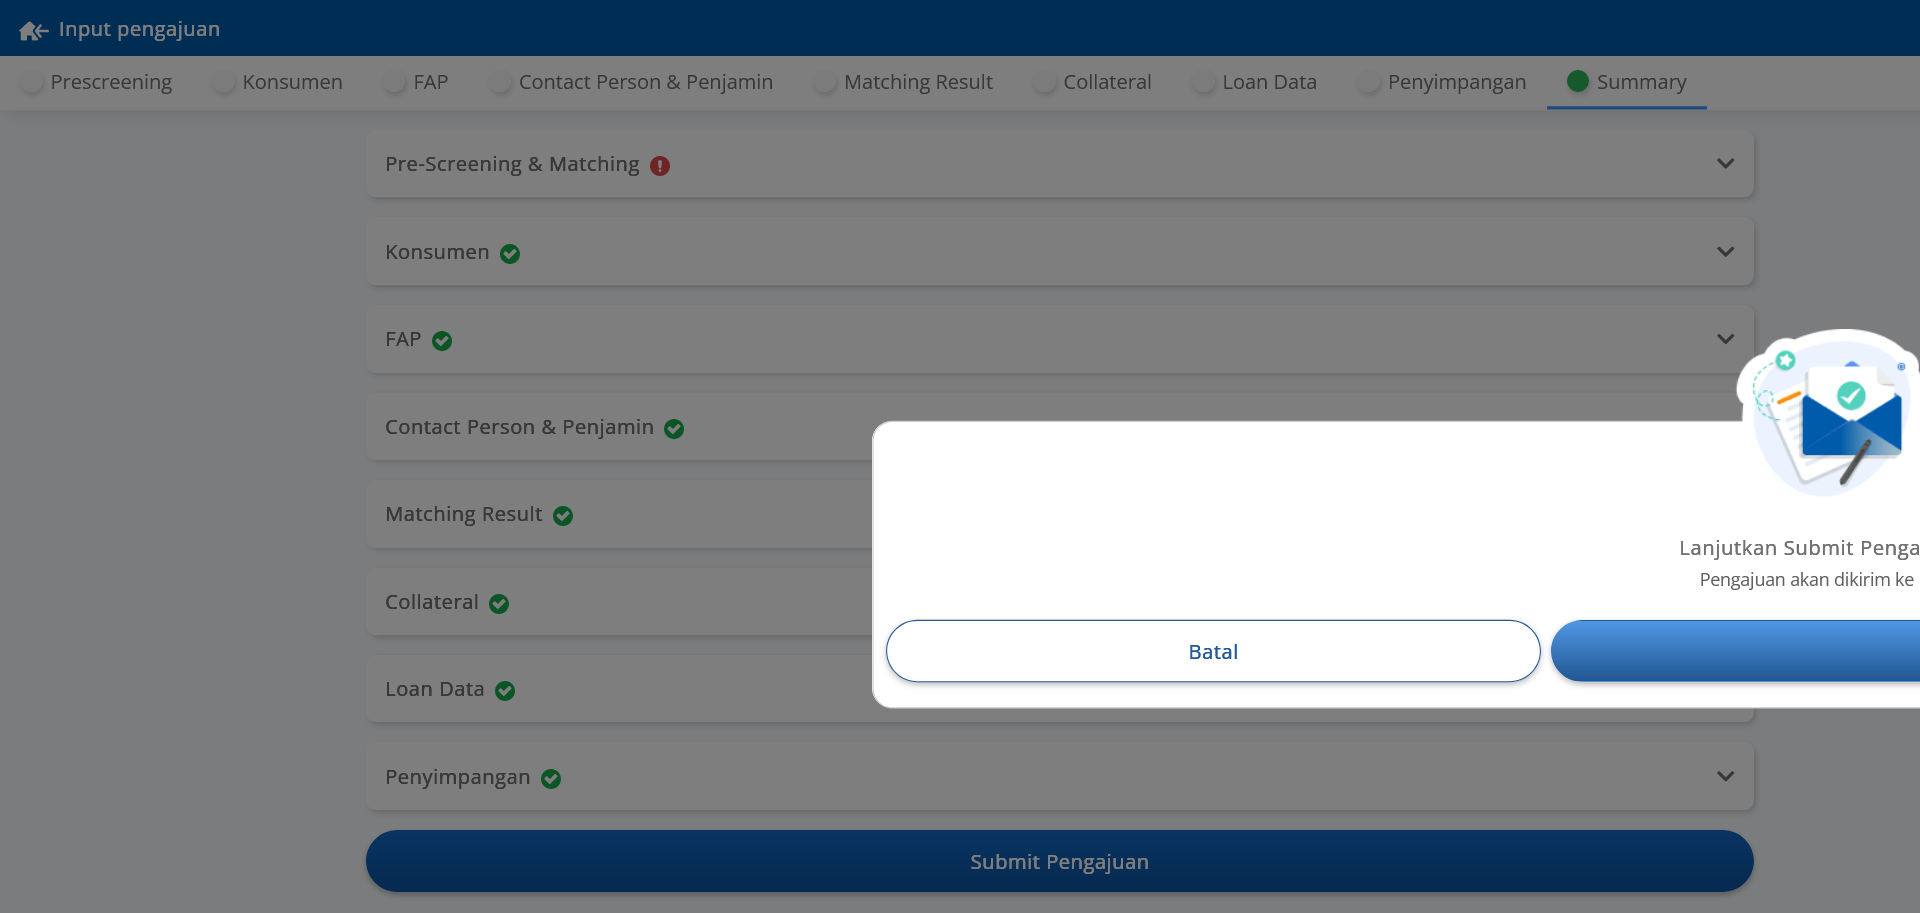 Input pengajuan
Prescreening
Konsumen
FAP
Contact Person & Penjamin
Matching Result
Collateral
Loan Data
Penyimpangan
Summary
Pre-Screening & Matching
Konsumen
FAP
Contact Person & Penjamin
Matching Result
Collateral
Loan Data
Penyimpangan
Lanjutkan Submit Penga
Pengajuan akan dikirim ke
Batal
Submit Pengajuan